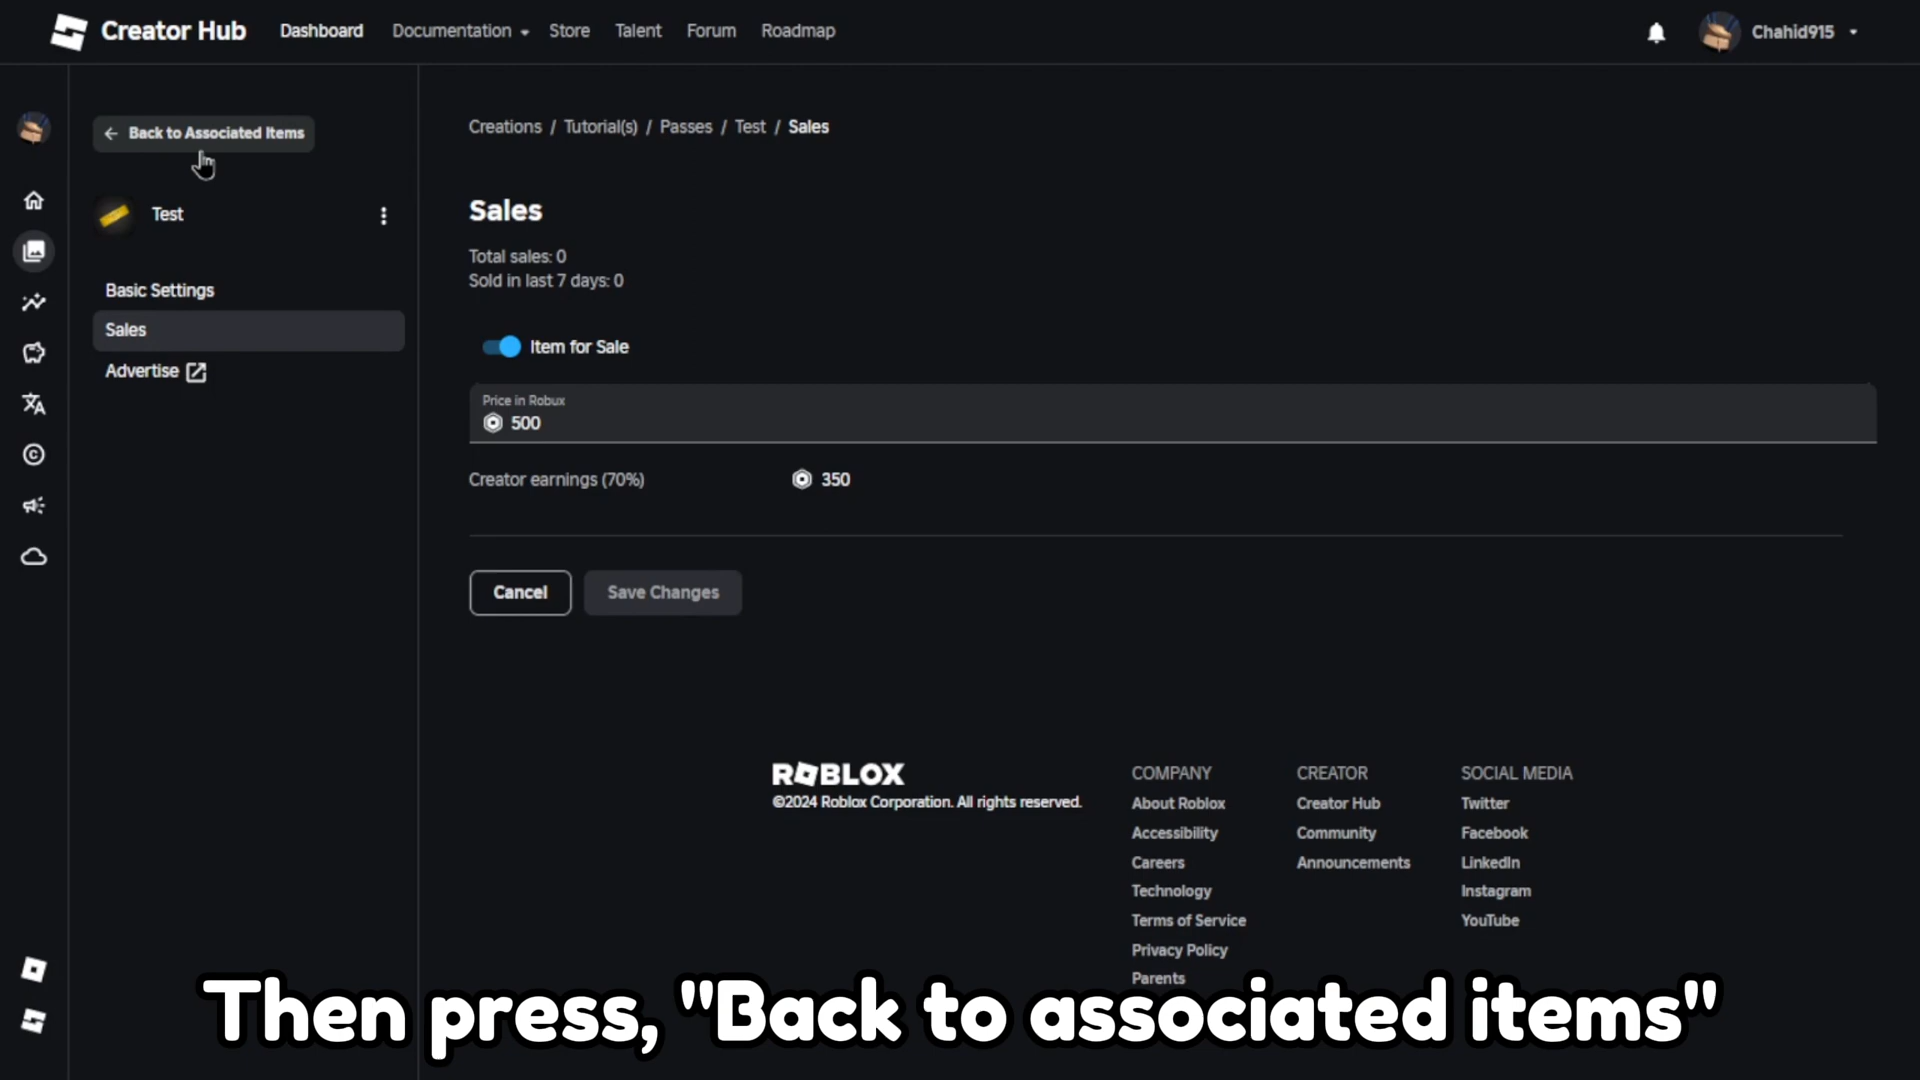 Creator Hub
Dashboard
Documentation
Store
Talent
Forum
Roadmap
Chahid915
Back to Associated Items
Test
Basic Settings
Sales
Advertise
Creations / Tutorial(s) / Passes / Test / Sales
Sales
Total sales: 0
Sold in last 7 days: 0
Item for Sale
Price in Robux
500
Creator earnings (70%)
350
Cancel
Save Changes
ROBLOX
©2024 Roblox Corporation. All rights reserved.
COMPANY
About Roblox
Accessibility
Careers
Technology
Terms of Service
Privacy Policy
Parents
CREATOR
Creator Hub
Community
Announcements
SOCIAL MEDIA
Twitter
Facebook
LinkedIn
Instagram
YouTube
Then press, "Back to associated items"